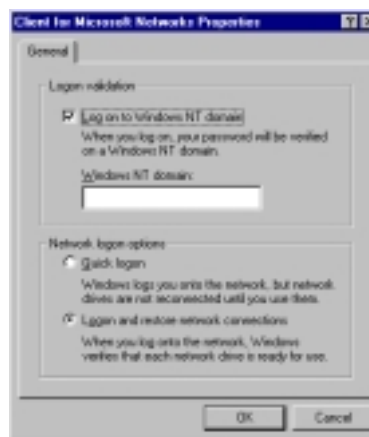 Client for Microsoft Networks Properties
General
Logon validation
Log on to Windows NT domain
When you log on, your password will be verified
on a Windows NT domain.
Windows NT domain:
Network logon options
Quick logon
Windows logs you onto the network, but network
drives are not reconnected until you use them.
Logon and restore network connections
When you log onto the network, Windows
verifies that each network drive is ready for use.
OK Cancel